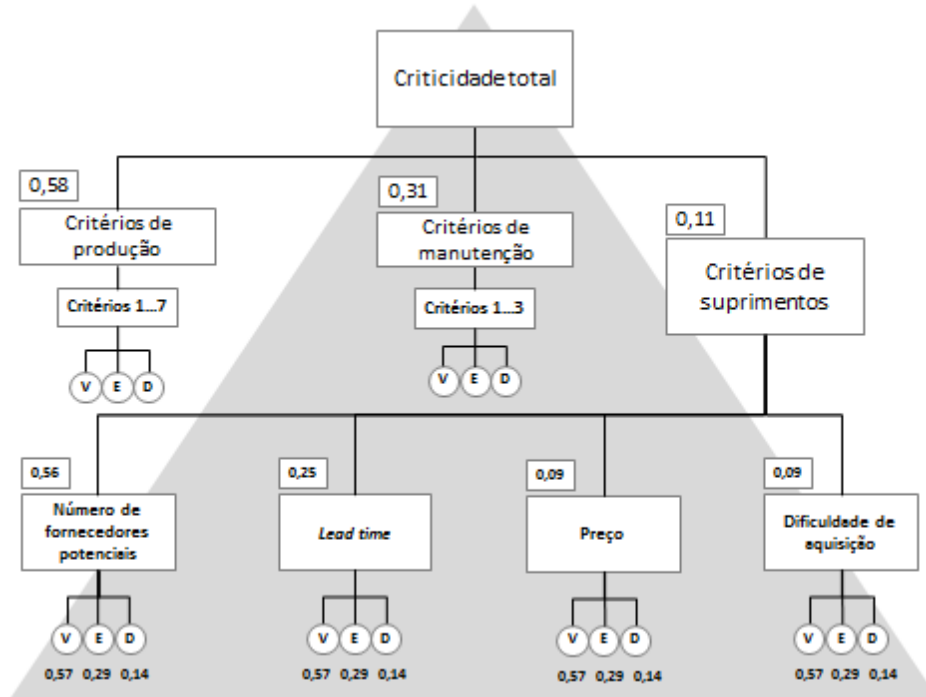 Criticidade total
0,58
Critérios de
produção
Critérios 1...7
V E D
0,31
Critérios de
manutenção
Critérios 1...3
V E D
0,11
Critérios de
suprimentos
0,56
Número de
fornecedores
potenciais
V E D
0,57 0,29 0,14
0,25
Lead time
V E D
0,57 0,29 0,14
0,09
Preço
V E D
0,57 0,29 0,14
0,09
Dificuldade de
aquisição
V E D
0,57 0,29 0,14